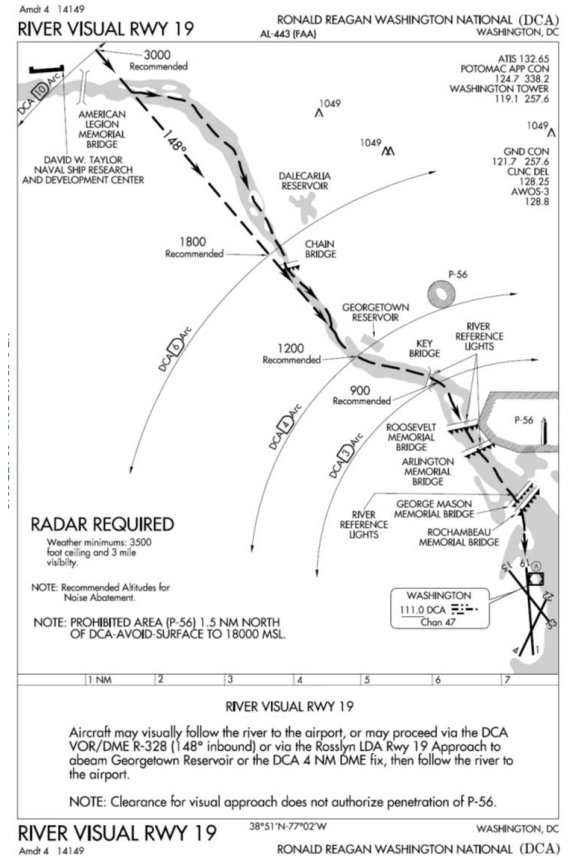 Amdt 4 14149
RIVER VISUAL RWY 19
AL-443 (FAA)
RONALD REAGAN WASHINGTON NATIONAL (DCA)
WASHINGTON, DC
3000
Recommended
DCA 10 Arc
AMERICAN
LEGION
MEMORIAL
BRIDGE
DAVID W. TAYLOR
NAVAL SHIP RESEARCH
AND DEVELOPMENT CENTER
148°
1049
1049
1049
ATIS 132.65
POTOMAC APP CON
124.7 338.2
WASHINGTON TOWER
119.1 257.6
GND CON
121.7 257.6
CLNC DEL
128.25
AWOS-3
128.8
DALECARLIA
RESERVOIR
1800
Recommended
CHAIN
BRIDGE
P-56
GEORGETOWN
RESERVOIR
RIVER
REFERENCE
LIGHTS
KEY
BRIDGE
DCA 6 Arc
1200
Recommended
900
Recommended
DCA 4 Arc
DCA 3 Arc
P-56
ROOSEVELT
MEMORIAL
BRIDGE
ARLINGTON
MEMORIAL
BRIDGE
GEORGE MASON
MEMORIAL BRIDGE
RIVER
REFERENCE
LIGHTS
ROCHAMBEAU
MEMORIAL BRIDGE
RADAR REQUIRED
Weather minimums: 3500
foot ceiling and 3 mile
visibilty.
NOTE: Recommended Altitudes for
Noise Abatement.
NOTE: PROHIBITED AREA (P-56) 1.5 NM NORTH
OF DCA-AVOID-SURFACE TO 18000 MSL.
15
19
A
22
33
4
1
WASHINGTON
111.0 DCA
Chan 47
1 NM 2 3 4 5 6 7
RIVER VISUAL RWY 19
Aircraft may visually follow the river to the airport, or may proceed via the DCA
VOR/DME R-328 (148° inbound) or via the Rosslyn LDA Rwy 19 Approach to
abeam Georgetown Reservoir or the DCA 4 NM DME fix, then follow the river to
the airport.
NOTE: Clearance for visual approach does not authorize penetration of P-56.
RIVER VISUAL RWY 19
Amdt 4 14149
38°51'N-77°02'W
WASHINGTON, DC
RONALD REAGAN WASHINGTON NATIONAL (DCA)